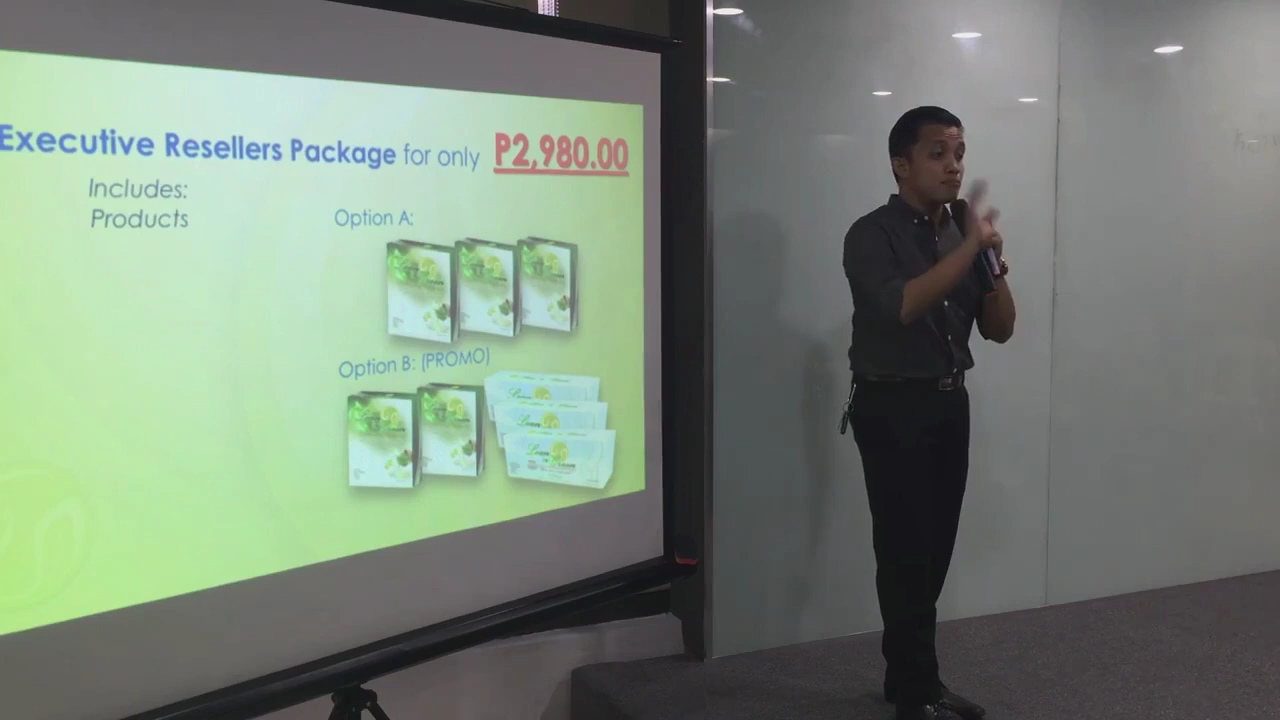 Executive Resellers Package for only P2,980.00
Includes:
Products
Option A:
Option B: (PROMO)